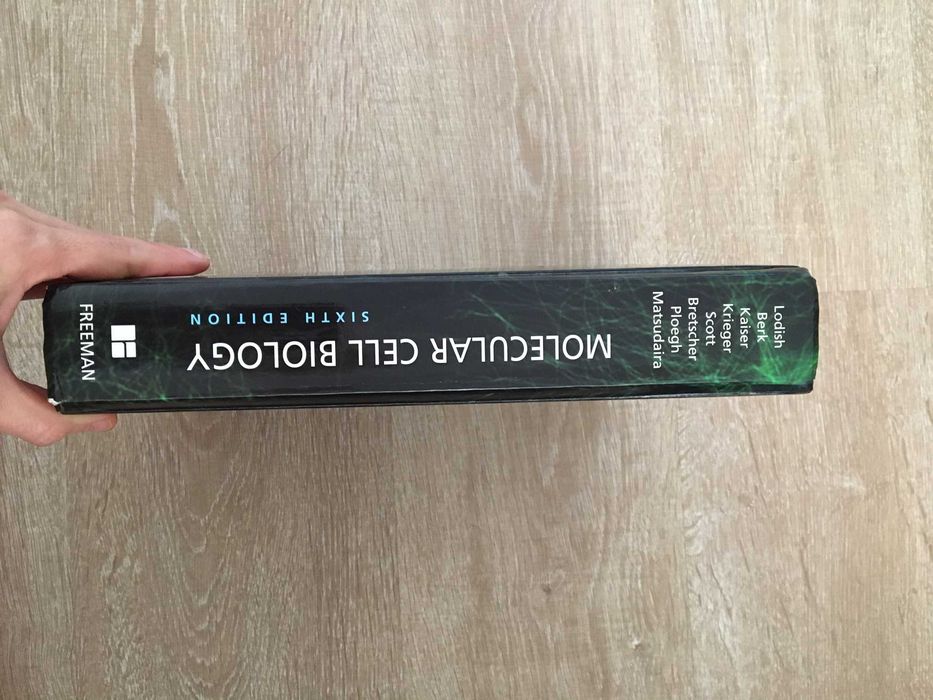 Lodish
Berk
Kaiser
Krieger
Scott
Bretscher
Ploegh
Matsudaira
MOLECULAR CELL BIOLOGY
SIXTH EDITION
FREEMAN